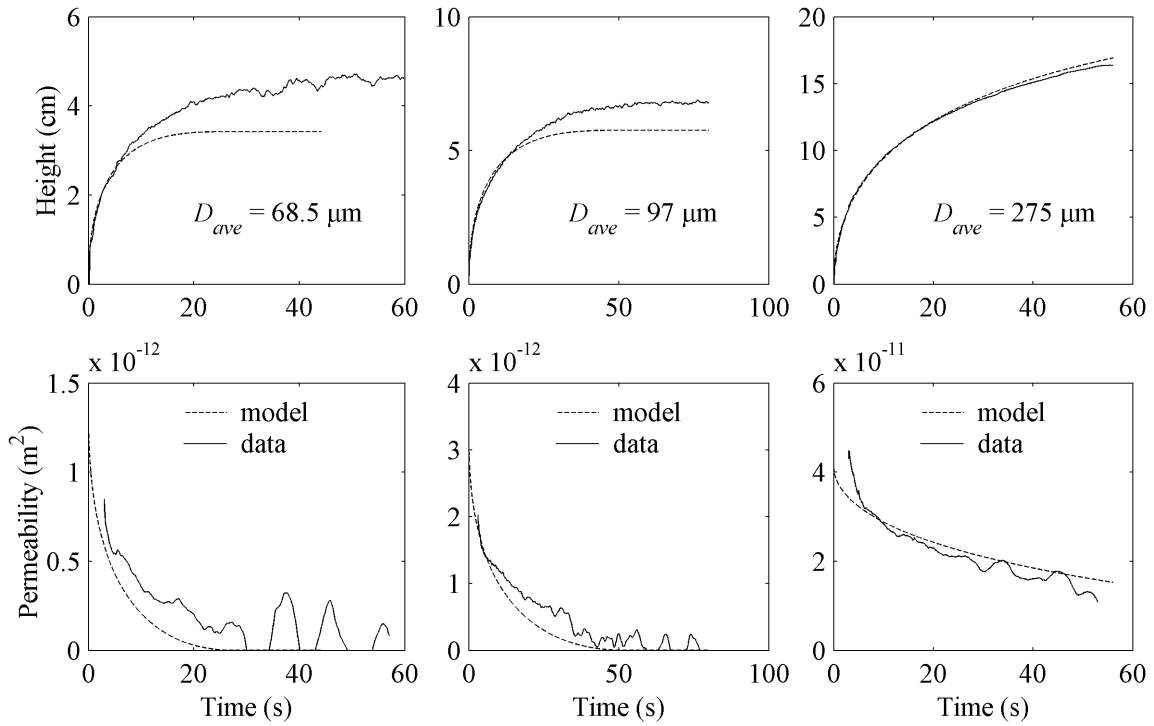 6
4
2
0
Height (cm)
0 20 40 60
D_ave = 68.5 μm
10
5
0
0 50 100
D_ave = 97 μm
20
15
10
5
0
0 20 40 60
D_ave = 275 μm
x 10^-12
1.5
1
0.5
0
Permeability (m^2)
model
data
0 20 40 60
Time (s)
x 10^-12
4
3
2
1
0
model
data
0 50 100
Time (s)
x 10^-11
6
4
2
0
model
data
0 20 40 60
Time (s)